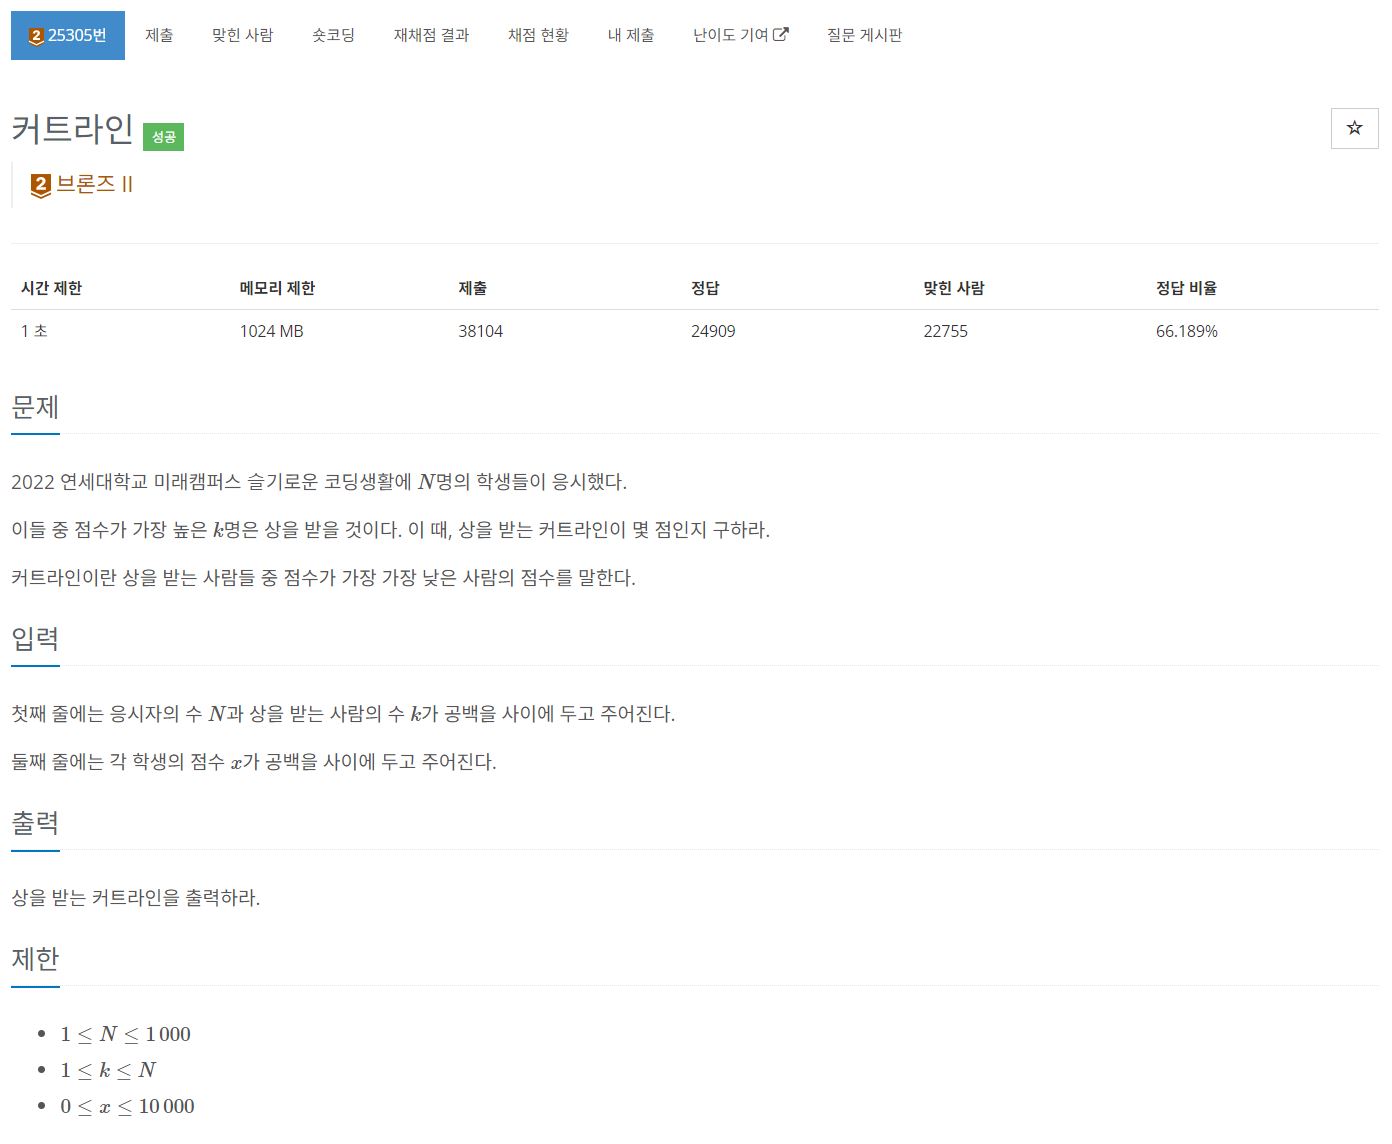 2 25305번 제출 맞힌 사람 숏코딩 재채점 결과 채점 현황 내 제출 난이도 기여 질문 게시판
커트라인 성공
2 브론즈 II
시간 제한 메모리 제한 제출 정답 맞힌 사람 정답 비율
1 초 1024 MB 38104 24909 22755 66.189%
문제
2022 연세대학교 미래캠퍼스 슬기로운 코딩생활에 N명의 학생들이 응시했다.
이들 중 점수가 가장 높은 k명은 상을 받을 것이다. 이 때, 상을 받는 커트라인이 몇 점인지 구하라.
커트라인이란 상을 받는 사람들 중 점수가 가장 가장 낮은 사람의 점수를 말한다.
입력
첫째 줄에는 응시자의 수 N과 상을 받는 사람의 수 k가 공백을 사이에 두고 주어진다.
둘째 줄에는 각 학생의 점수 x가 공백을 사이에 두고 주어진다.
출력
상을 받는 커트라인을 출력하라.
제한
• 1 ≤ N ≤ 1 000
• 1 ≤ k ≤ N
• 0 ≤ x ≤ 10 000